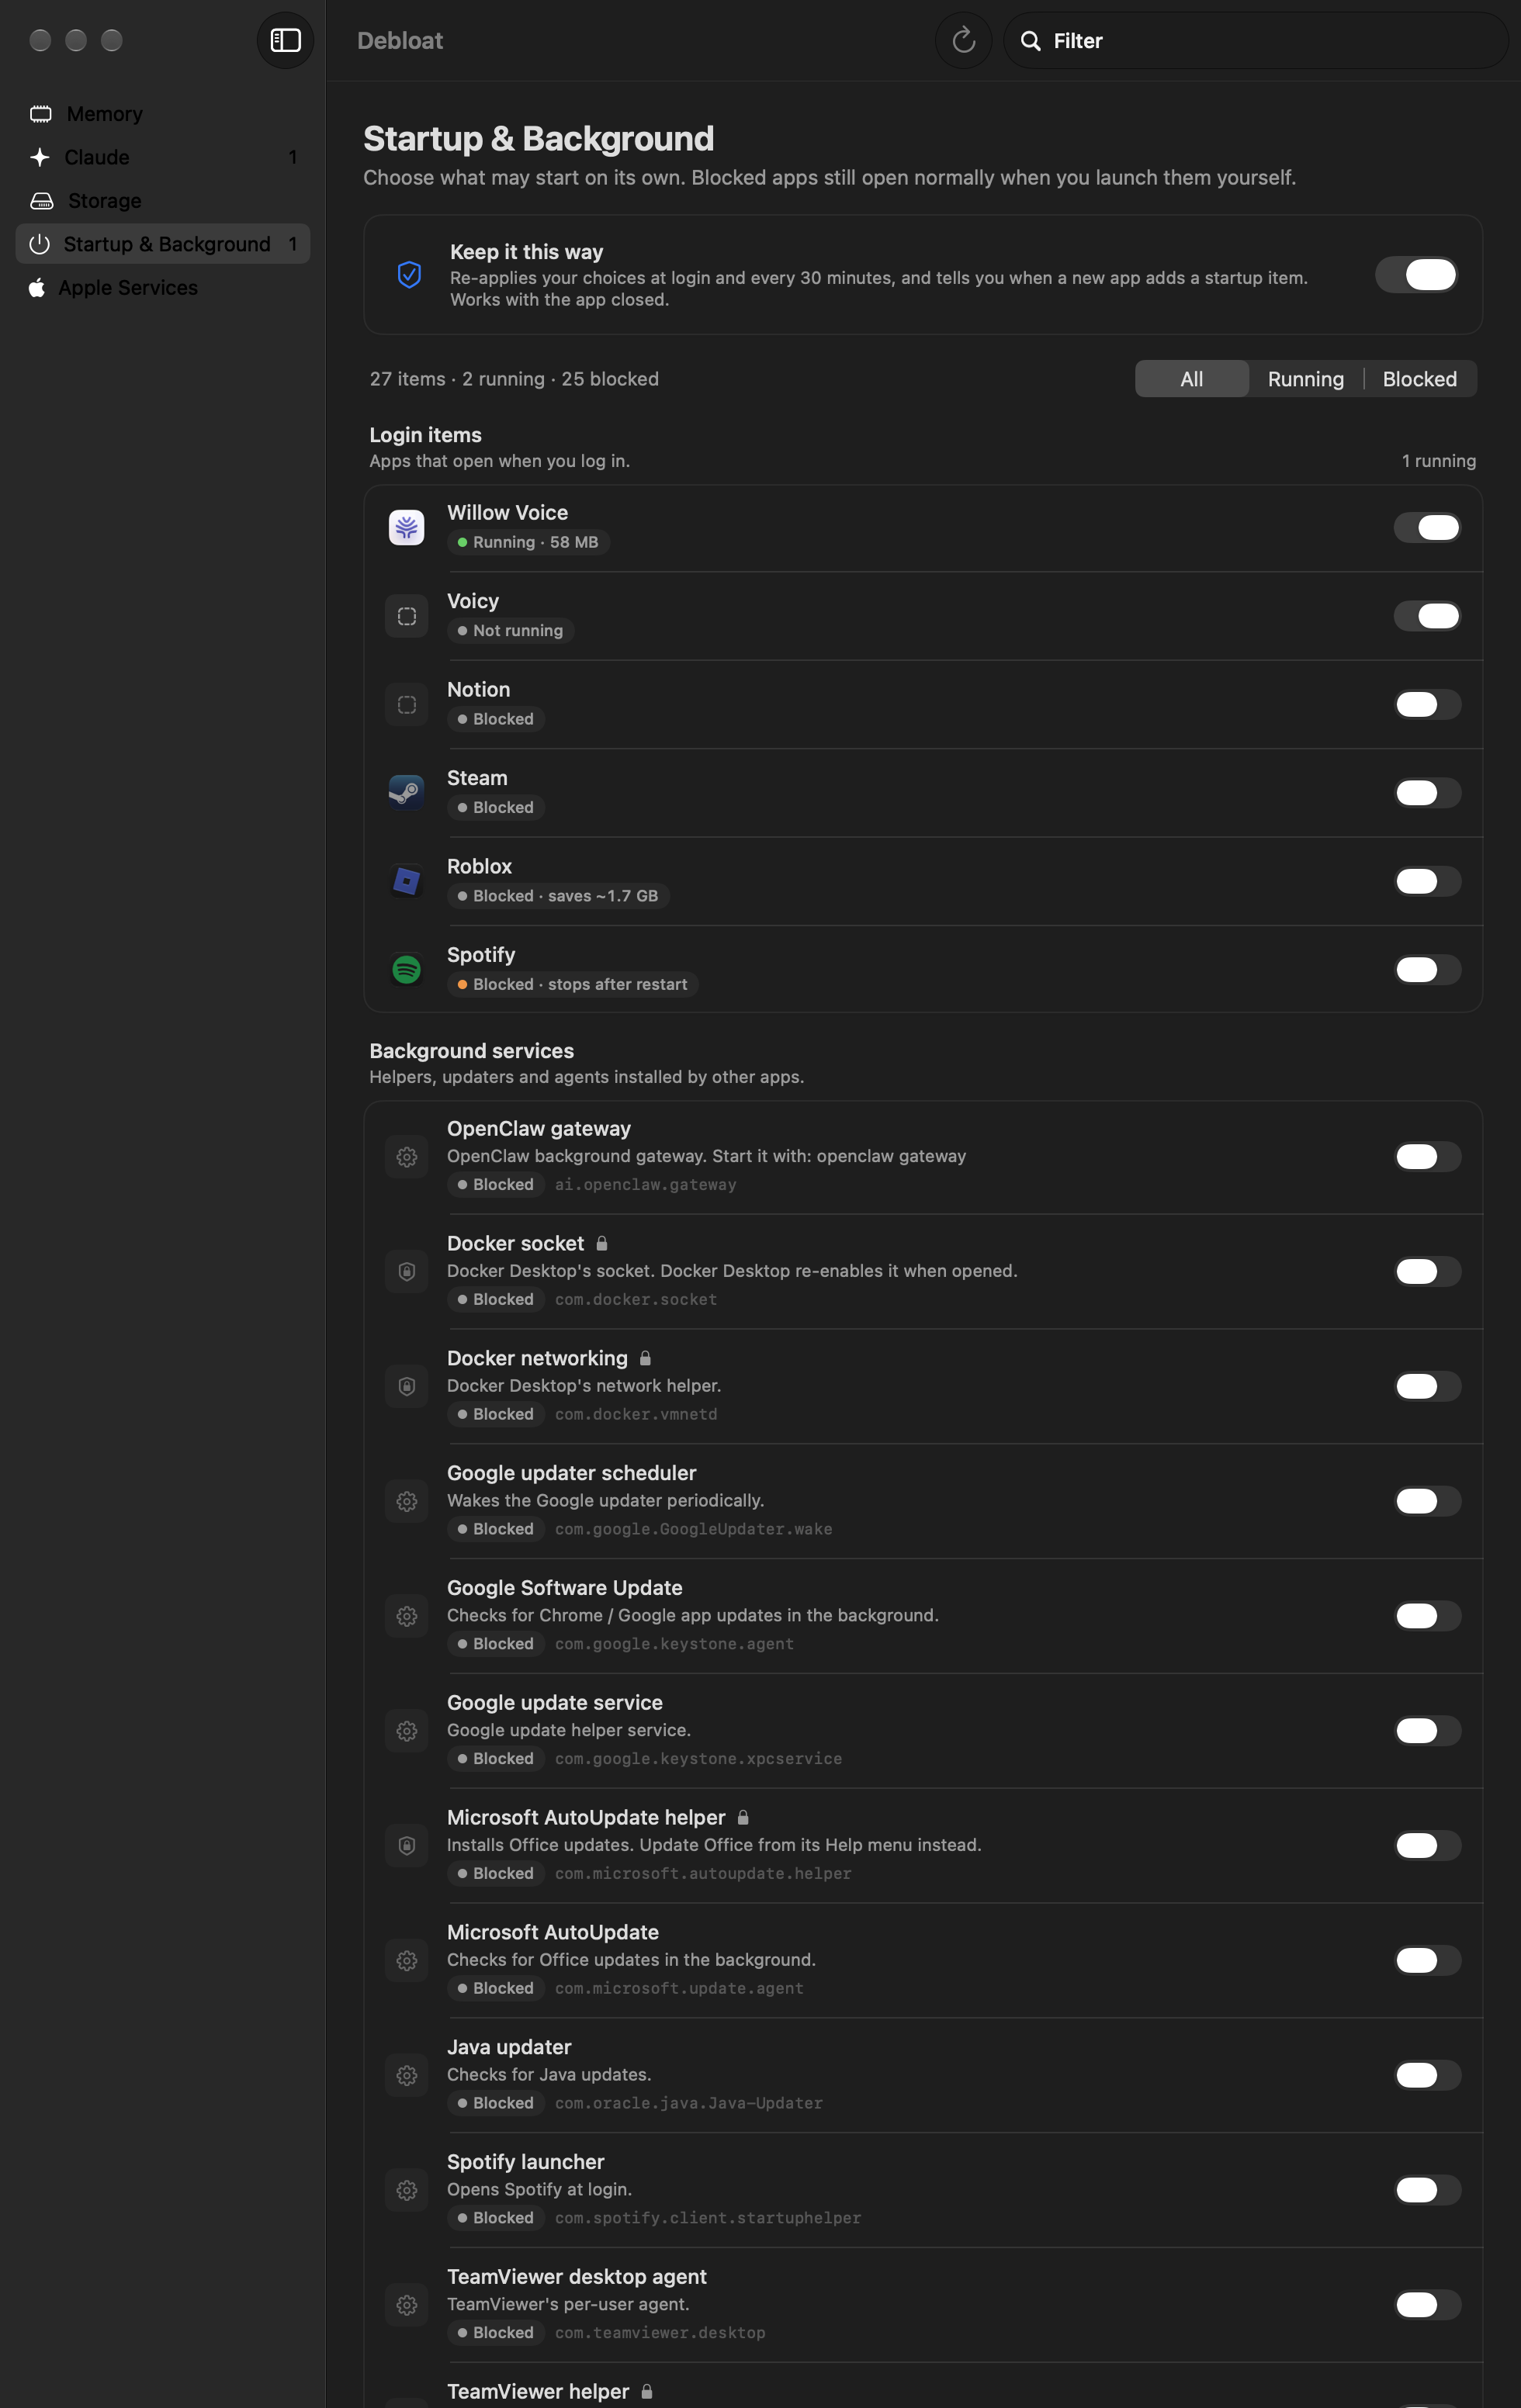 Debloat
Filter
Memory
Claude 1
Storage
Startup & Background 1
Apple Services
Startup & Background
Choose what may start on its own. Blocked apps still open normally when you launch them yourself.
Keep it this way
Re-applies your choices at login and every 30 minutes, and tells you when a new app adds a startup item.
Works with the app closed.
27 items · 2 running · 25 blocked
All Running Blocked
Login items
Apps that open when you log in.
1 running
Willow Voice
Running · 58 MB
Voicy
Not running
Notion
Blocked
Steam
Blocked
Roblox
Blocked · saves ~1.7 GB
Spotify
Blocked · stops after restart
Background services
Helpers, updaters and agents installed by other apps.
OpenClaw gateway
OpenClaw background gateway. Start it with: openclaw gateway
Blocked ai.openclaw.gateway
Docker socket
Docker Desktop's socket. Docker Desktop re-enables it when opened.
Blocked com.docker.socket
Docker networking
Docker Desktop's network helper.
Blocked com.docker.vmnetd
Google updater scheduler
Wakes the Google updater periodically.
Blocked com.google.GoogleUpdater.wake
Google Software Update
Checks for Chrome / Google app updates in the background.
Blocked com.google.keystone.agent
Google update service
Google update helper service.
Blocked com.google.keystone.xpcservice
Microsoft AutoUpdate helper
Installs Office updates. Update Office from its Help menu instead.
Blocked com.microsoft.autoupdate.helper
Microsoft AutoUpdate
Checks for Office updates in the background.
Blocked com.microsoft.update.agent
Java updater
Checks for Java updates.
Blocked com.oracle.java.Java-Updater
Spotify launcher
Opens Spotify at login.
Blocked com.spotify.client.startuphelper
TeamViewer desktop agent
TeamViewer's per-user agent.
Blocked com.teamviewer.desktop
TeamViewer helper